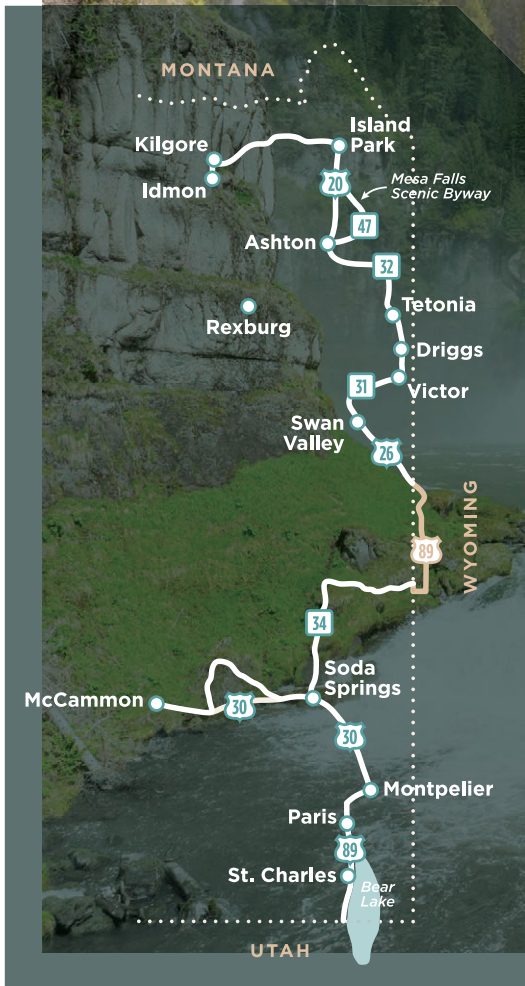 MONTANA
Island
Park
Kilgore
Idmon
20
Mesa Falls
Scenic Byway
47
Ashton
32
Tetonia
Rexburg
Driggs
Victor
31
Swan
Valley
26
WYOMING
89
34
Soda
Springs
McCammon
30
30
Montpelier
Paris
89
St. Charles
Bear
Lake
UTAH